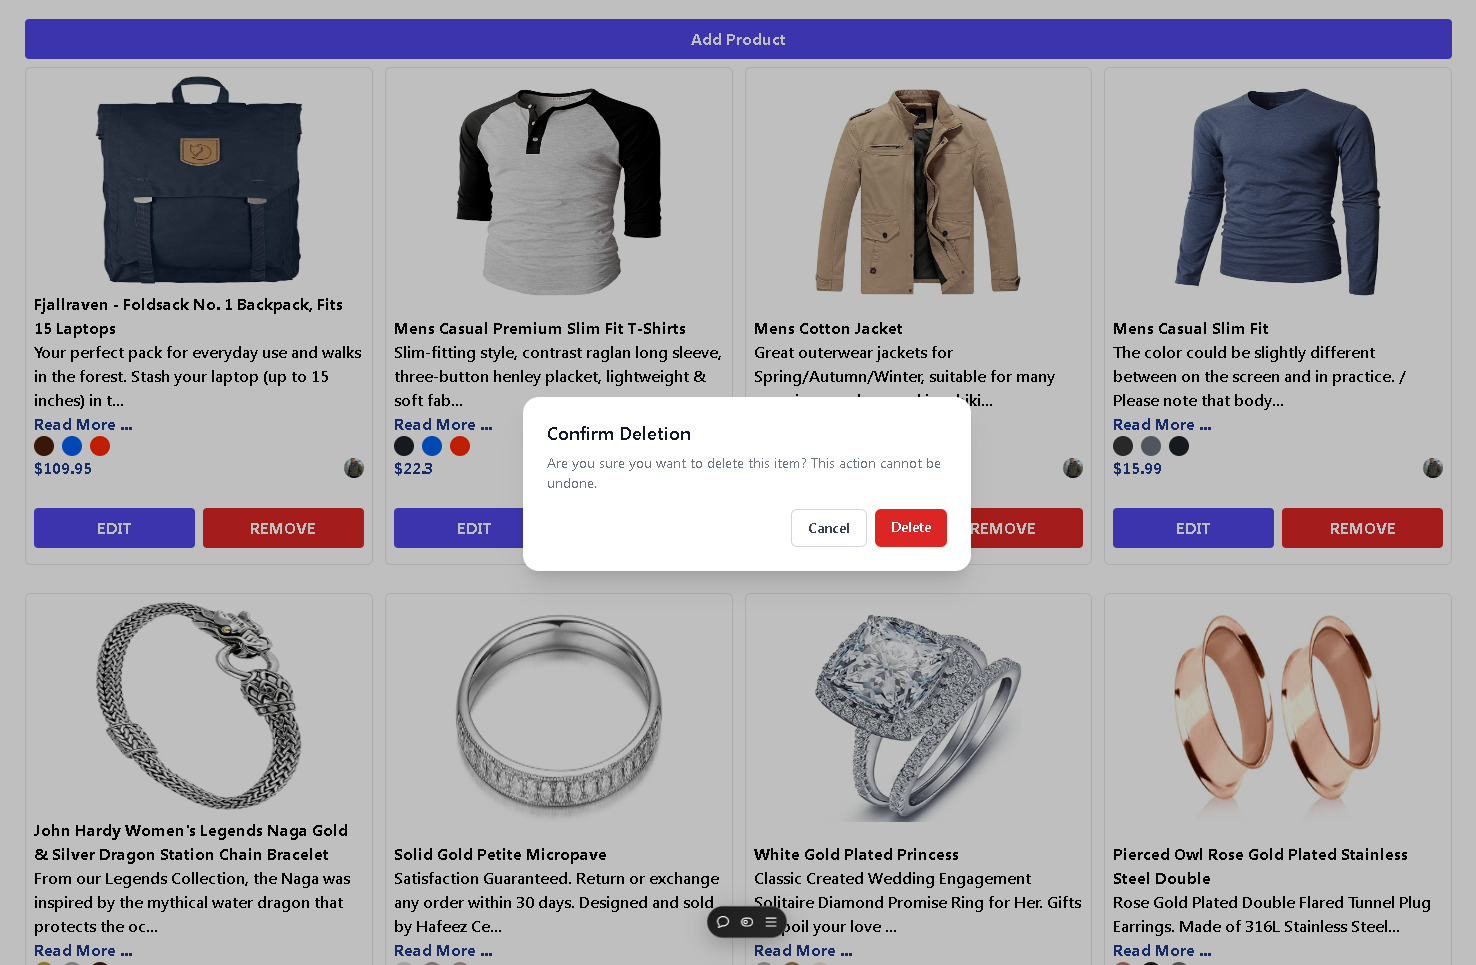 Add Product
Fjallraven - Foldsack No. 1 Backpack, Fits
15 Laptops
Your perfect pack for everyday use and walks
in the forest. Stash your laptop (up to 15
inches) in t...
Read More ...
$109.95
EDIT
REMOVE
Mens Casual Premium Slim Fit T-Shirts
Slim-fitting style, contrast raglan long sleeve,
three-button henley placket, lightweight &
soft fab...
Read More ...
$22.3
EDIT
Mens Cotton Jacket
Great outerwear jackets for
Spring/Autumn/Winter, suitable for many
REMOVE
Mens Casual Slim Fit
The color could be slightly different
between on the screen and in practice. /
Please note that body...
Read More ...
$15.99
EDIT
REMOVE
Confirm Deletion
Are you sure you want to delete this item? This action cannot be
undone.
Cancel
Delete
John Hardy Women's Legends Naga Gold
& Silver Dragon Station Chain Bracelet
From our Legends Collection, the Naga was
inspired by the mythical water dragon that
protects the oc...
Read More ...
Solid Gold Petite Micropave
Satisfaction Guaranteed. Return or exchange
any order within 30 days. Designed and sold
by Hafeez Ce...
Read More ...
White Gold Plated Princess
Classic Created Wedding Engagement
Solitaire Diamond Promise Ring for Her. Gifts
spoil your love ...
Read More ...
Pierced Owl Rose Gold Plated Stainless
Steel Double
Rose Gold Plated Double Flared Tunnel Plug
Earrings. Made of 316L Stainless Steel...
Read More ...